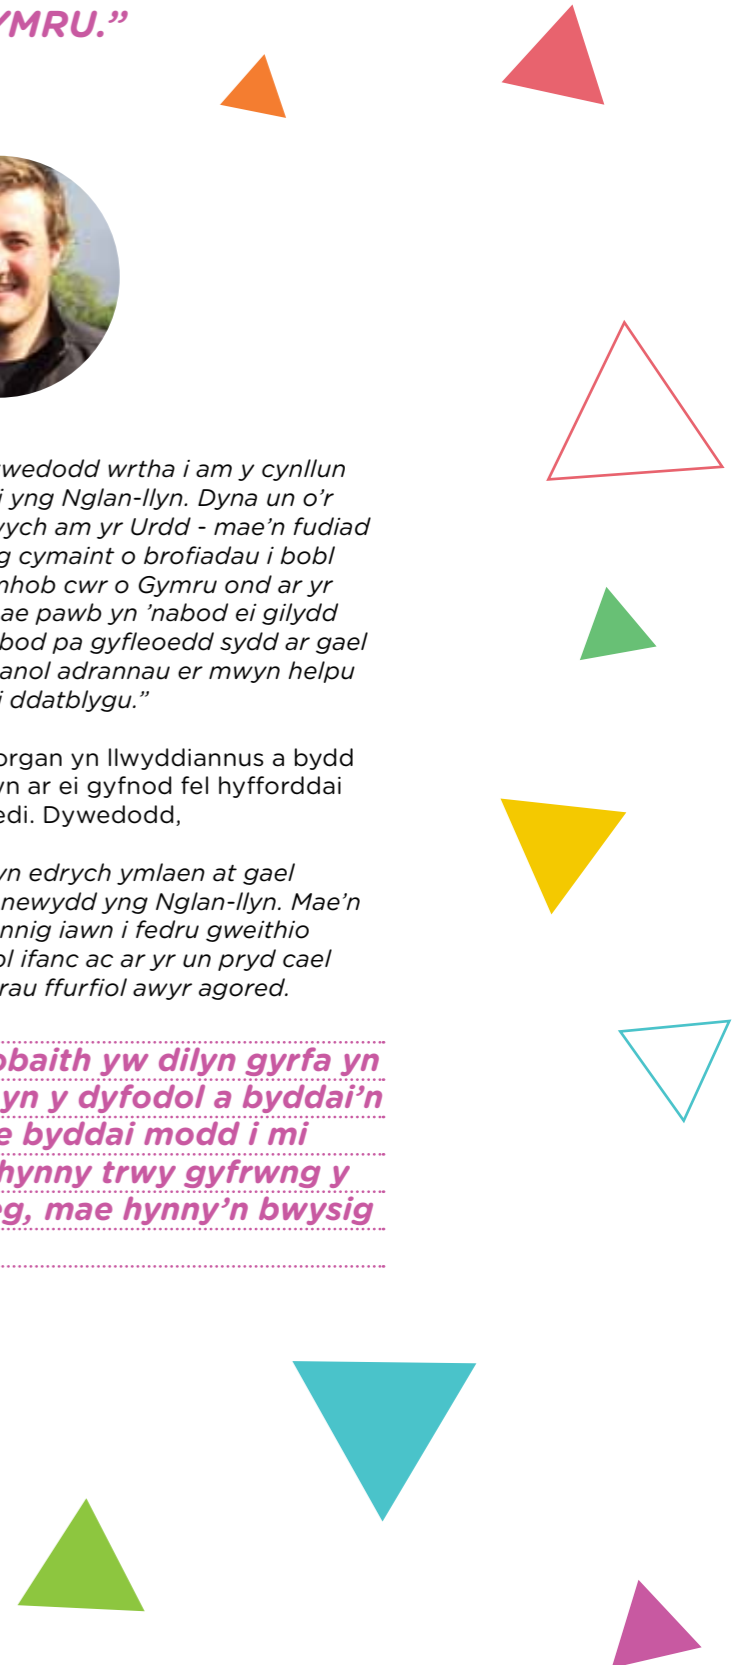 YMRU.”
wedodd wrtha i am y cynllun
i yng Nglan-llyn. Dyna un o’r
ych am yr Urdd - mae’n fudiad
g cymaint o brofiadau i bobl
mhob cwr o Gymru ond ar yr
ae pawb yn ’nabod ei gilydd
bod pa gyfleoedd sydd ar gael
anol adrannau er mwyn helpu
i ddatblygu.”
organ yn llwyddiannus a bydd
yn ar ei gyfnod fel hyfforddai
edi. Dywedodd,
yn edrych ymlaen at gael
newydd yng Nglan-llyn. Mae’n
nnig iawn i fedru gweithio
ol ifanc ac ar yr un pryd cael
rau ffurfiol awyr agored.
obaith yw dilyn gyrfa yn
yn y dyfodol a byddai’n
e byddai modd i mi
hynny trwy gyfrwng y
eg, mae hynny’n bwysig